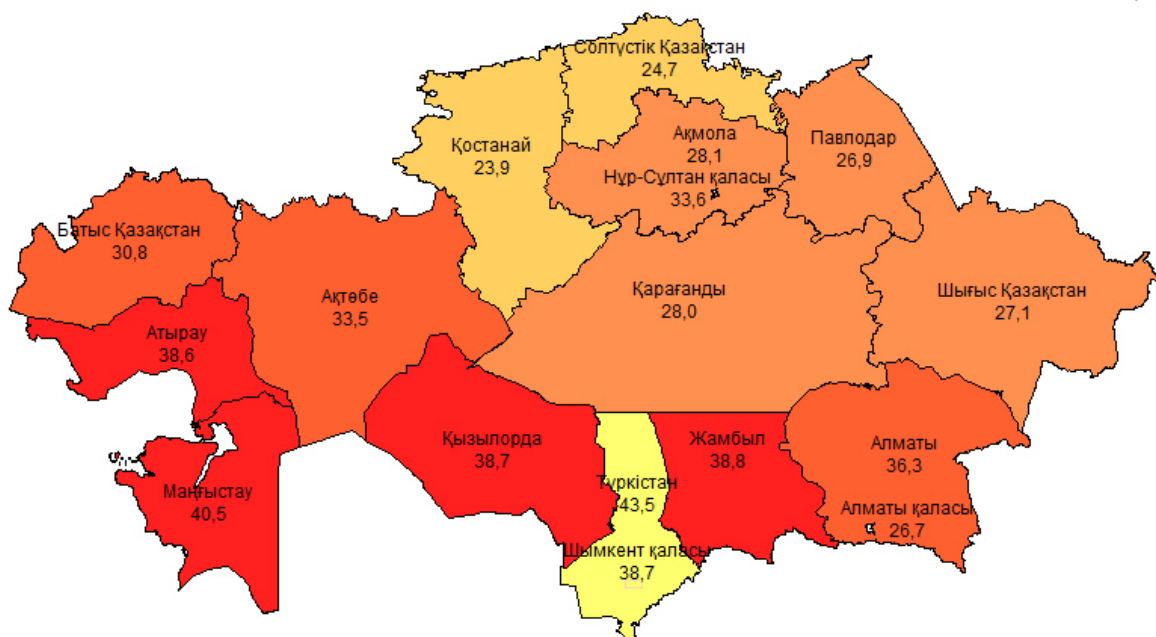 Солтүстік Қазақстан
24,7
Қостанай
23,9
Ақмола
28,1
Нұр-Сұлтан қаласы
33,6
Павлодар
26,9
Батыс Қазақстан
30,8
Ақтөбе
33,5
Қарағанды
28,0
Шығыс Қазақстан
27,1
Атырау
38,6
Маңғыстау
40,5
Қызылорда
38,7
Түркістан
43,5
Шымкент қаласы
38,7
Жамбыл
38,8
Алматы
36,3
Алматы қаласы
26,7